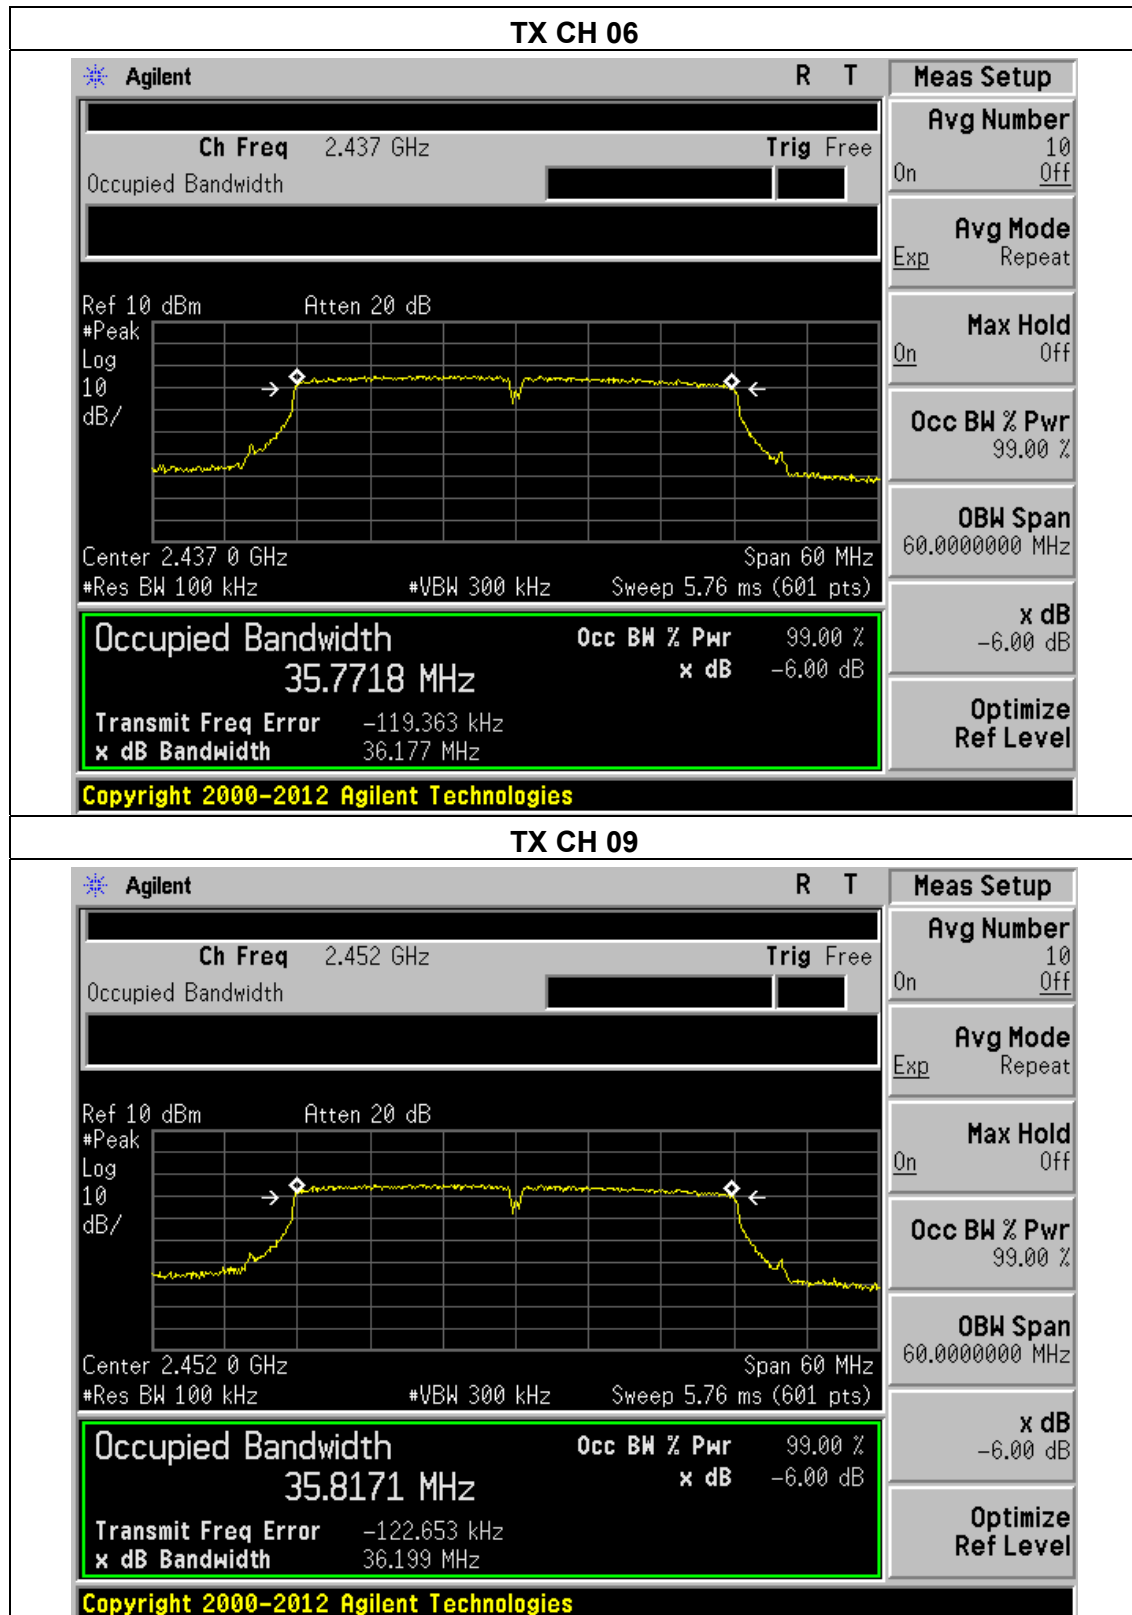 TX CH 06
Agilent R T Meas Setup
Avg Number
10
On Off
Ch Freq 2.437 GHz Trig Free
Occupied Bandwidth
Avg Mode
Exp Repeat
Ref 10 dBm Atten 20 dB
#Peak
Log
10
dB/
Max Hold
On Off
Occ BW % Pwr
99.00 %
OBW Span
60.0000000 MHz
Center 2.437 0 GHz Span 60 MHz
#Res BW 100 kHz #VBW 300 kHz Sweep 5.76 ms (601 pts)
x dB
-6.00 dB
Occupied Bandwidth Occ BW % Pwr 99.00 %
35.7718 MHz x dB -6.00 dB
Transmit Freq Error -119.363 kHz
x dB Bandwidth 36.177 MHz
Optimize
Ref Level
Copyright 2000-2012 Agilent Technologies
TX CH 09
Agilent R T Meas Setup
Avg Number
10
On Off
Ch Freq 2.452 GHz Trig Free
Occupied Bandwidth
Avg Mode
Exp Repeat
Ref 10 dBm Atten 20 dB
#Peak
Log
10
dB/
Max Hold
On Off
Occ BW % Pwr
99.00 %
OBW Span
60.0000000 MHz
Center 2.452 0 GHz Span 60 MHz
#Res BW 100 kHz #VBW 300 kHz Sweep 5.76 ms (601 pts)
x dB
-6.00 dB
Occupied Bandwidth Occ BW % Pwr 99.00 %
35.8171 MHz x dB -6.00 dB
Transmit Freq Error -122.653 kHz
x dB Bandwidth 36.199 MHz
Optimize
Ref Level
Copyright 2000-2012 Agilent Technologies